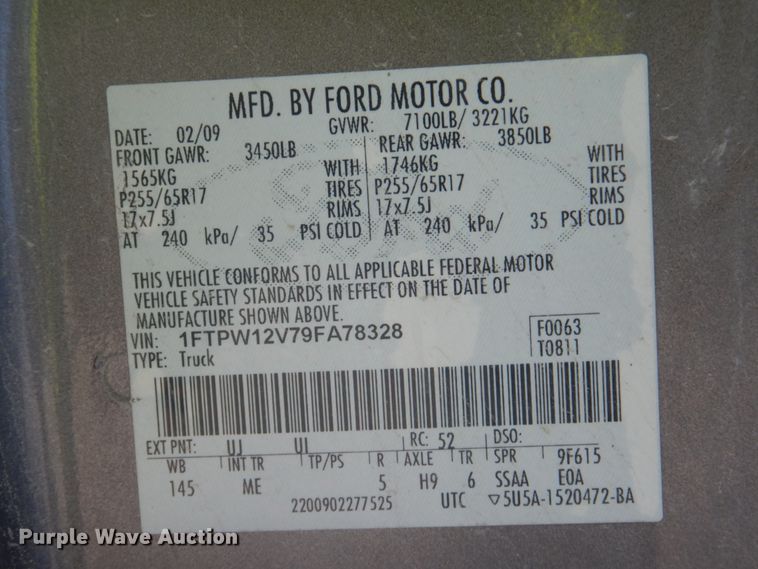 MFD. BY FORD MOTOR CO.
DATE: 02/09 GVWR: 7100LB/ 3221KG
FRONT GAWR: 3450LB REAR GAWR: 3850LB
1565KG WITH 1746KG WITH
P255/65R17 TIRES P255/65R17 TIRES
17x7.5J RIMS 17x7.5J RIMS
AT 240 kPa/ 35 PSI COLD AT 240 kPa/ 35 PSI COLD
THIS VEHICLE CONFORMS TO ALL APPLICABLE FEDERAL MOTOR
VEHICLE SAFETY STANDARDS IN EFFECT ON THE DATE OF
MANUFACTURE SHOWN ABOVE.
VIN: 1FTPW12V79FA78328 F0063
TYPE: Truck T0811
EXT PNT: UJ UJ RC: 52 DSO:
WB INT TR TP/PS R AXLE TR SPR 9F615
145 ME 5 H9 6 SSAA E0A
2200902277525 UTC ▽5U5A-1520472-BA
Purple Wave Auction